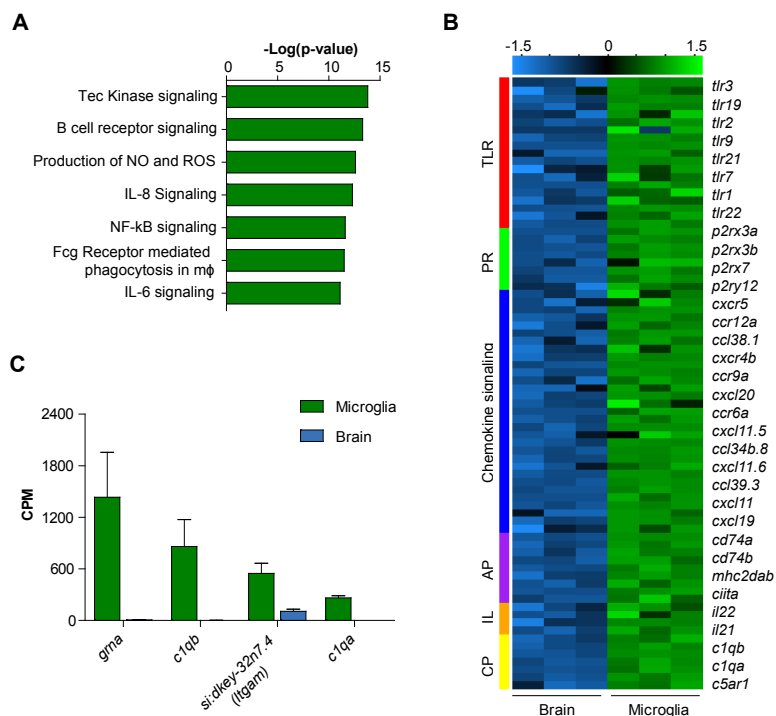 A
-Log(p-value)
0 5 10 15
Tec Kinase signaling
B cell receptor signaling
Production of NO and ROS
IL-8 Signaling
NF-kB signaling
Fcg Receptor mediated
phagocytosis in mϕ
IL-6 signaling
B
-1.5 0 1.5
TLR
PR
Chemokine signaling
AP
IL
CP
tlr3
tlr19
tlr2
tlr9
tlr21
tlr7
tlr1
tlr22
p2rx3a
p2rx3b
p2rx7
p2ry12
cxcr5
ccr12a
ccl38.1
cxcr4b
ccr9a
cxcl20
ccr6a
cxcl11.5
ccl34b.8
cxcl11.6
ccl39.3
cxcl11
cxcl19
cd74a
cd74b
mhc2dab
ciita
il22
il21
c1qb
c1qa
c5ar1
Brain Microglia
C
Microglia
Brain
CPM
2400
1800
1200
600
0
grna
c1qb
si:dkey-32n7.4
(Itgam)
c1qa